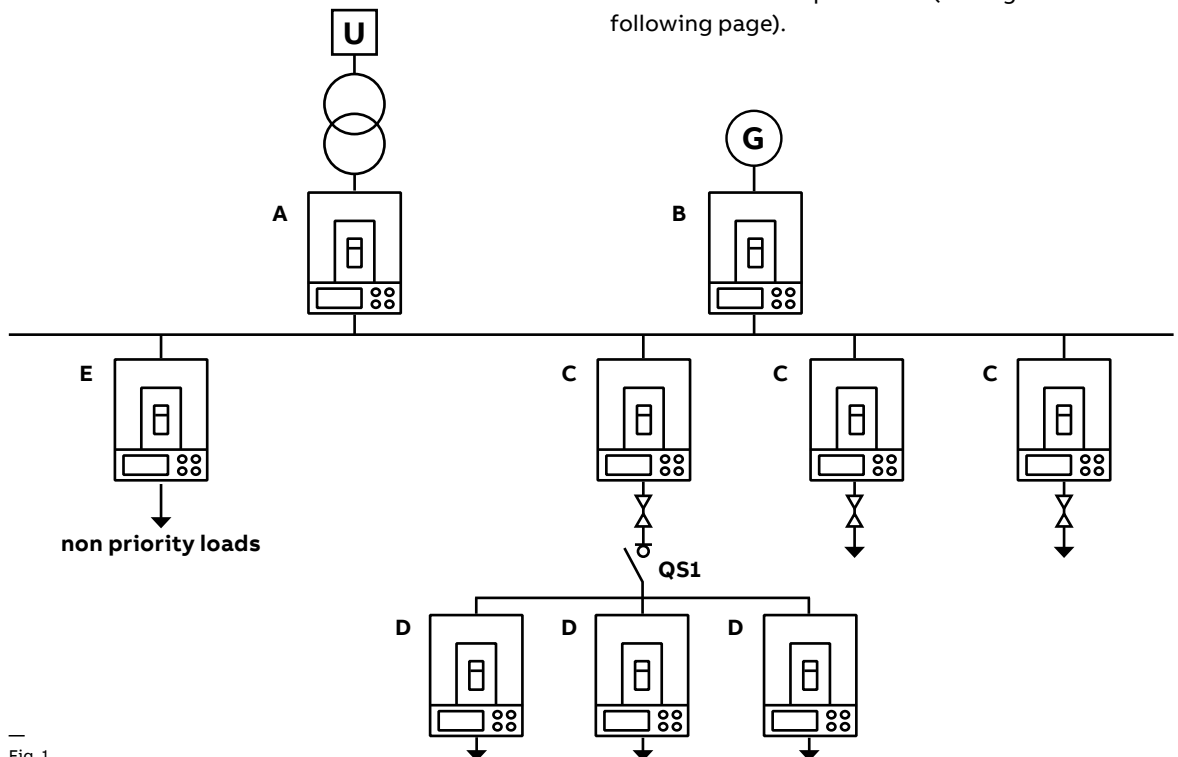 following page).
U
G
A
B
E
C
C
C
non priority loads
QS1
D
D
D
Fig. 1